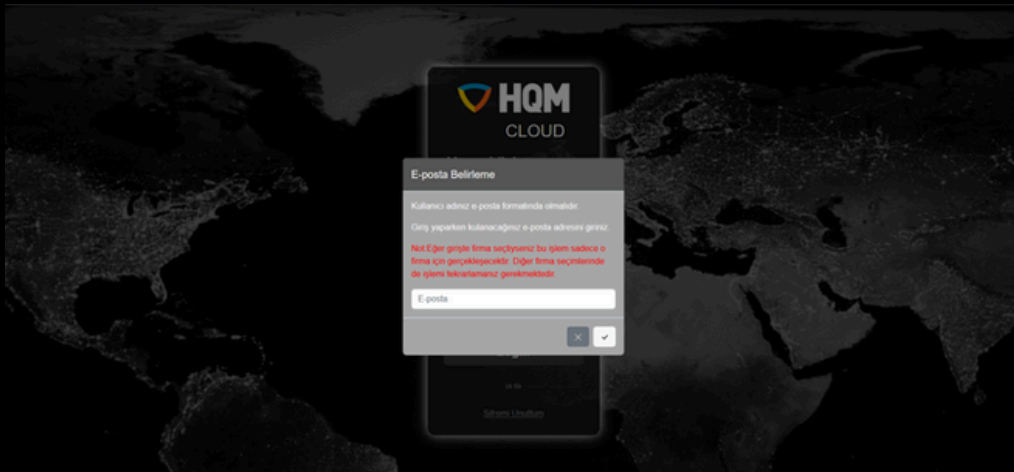 HQM
CLOUD
E-posta Belirleme
Kullanıcı adınız e-posta formatında olmalıdır.
Giriş yaparken kulanacağınız e-posta adresini giriniz.
Not:Eğer girişte firma seçtiyseniz bu işlem sadece o
firma için gerçekleşecektir. Diğer firma seçimlerinde
de işlemi tekrarlamanız gerekmektedir.
E-posta
Şifremi Unuttum